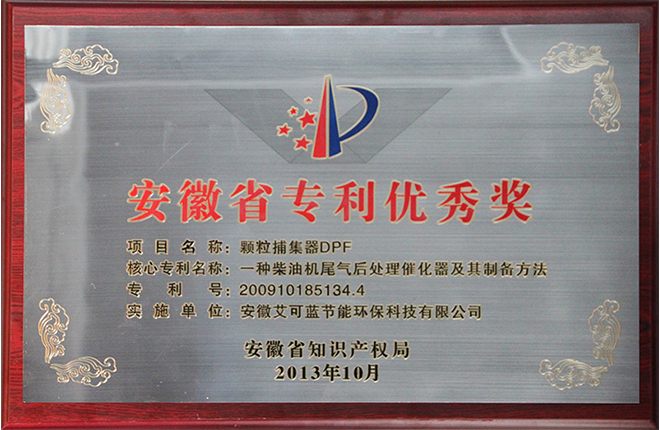 安徽省专利优秀奖
项目名称：颗粒捕集器DPF
核心专利名称：一种柴油机尾气后处理催化器及其制备方法
专利号：200910185134.4
实施单位：安徽艾可蓝节能环保科技有限公司
安徽省知识产权局
2013年10月